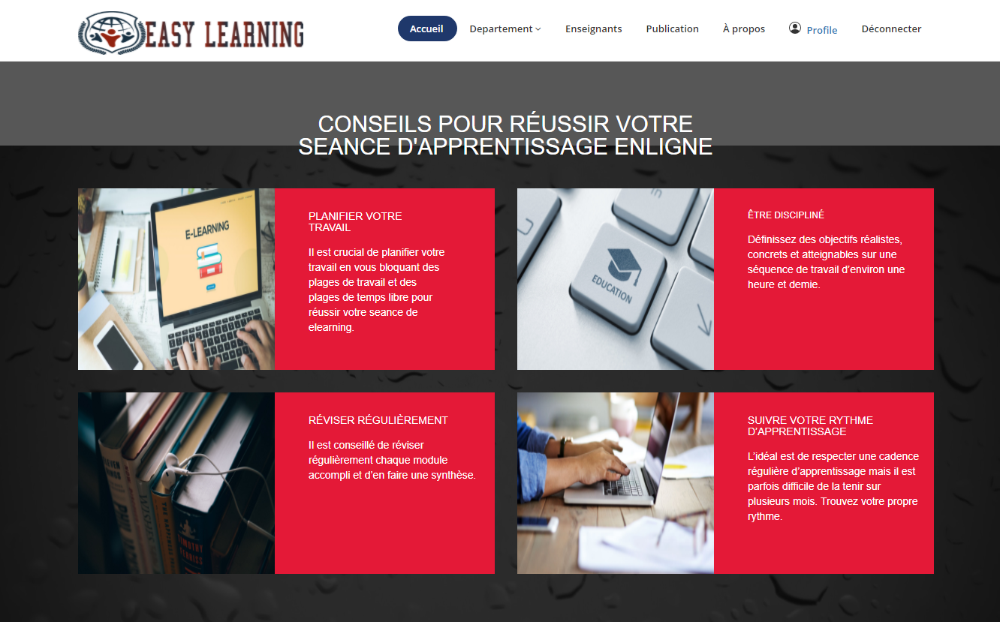 EASY LEARNING
Accueil
Departement
Enseignants
Publication
À propos
Profile
Déconnecter
CONSEILS POUR RÉUSSIR VOTRE
SEANCE D'APPRENTISSAGE ENLIGNE
E-LEARNING
PLANIFIER VOTRE
TRAVAIL
Il est crucial de planifier votre
travail en vous bloquant des
plages de travail et des
plages de temps libre pour
réussir votre seance de
elearning.
in
EDUCATION
ÊTRE DISCIPLINÉ
Définissez des objectifs réalistes,
concrets et atteignables sur une
séquence de travail d’environ une
heure et demie.
TIMOTHY
FERRISS
RÉVISER RÉGULIÈREMENT
Il est conseillé de réviser
régulièrement chaque module
accompli et d’en faire une synthèse.
SUIVRE VOTRE RYTHME
D’APPRENTISSAGE
L’idéal est de respecter une cadence
régulière d’apprentissage mais il est
parfois difficile de la tenir sur
plusieurs mois. Trouvez votre propre
rythme.